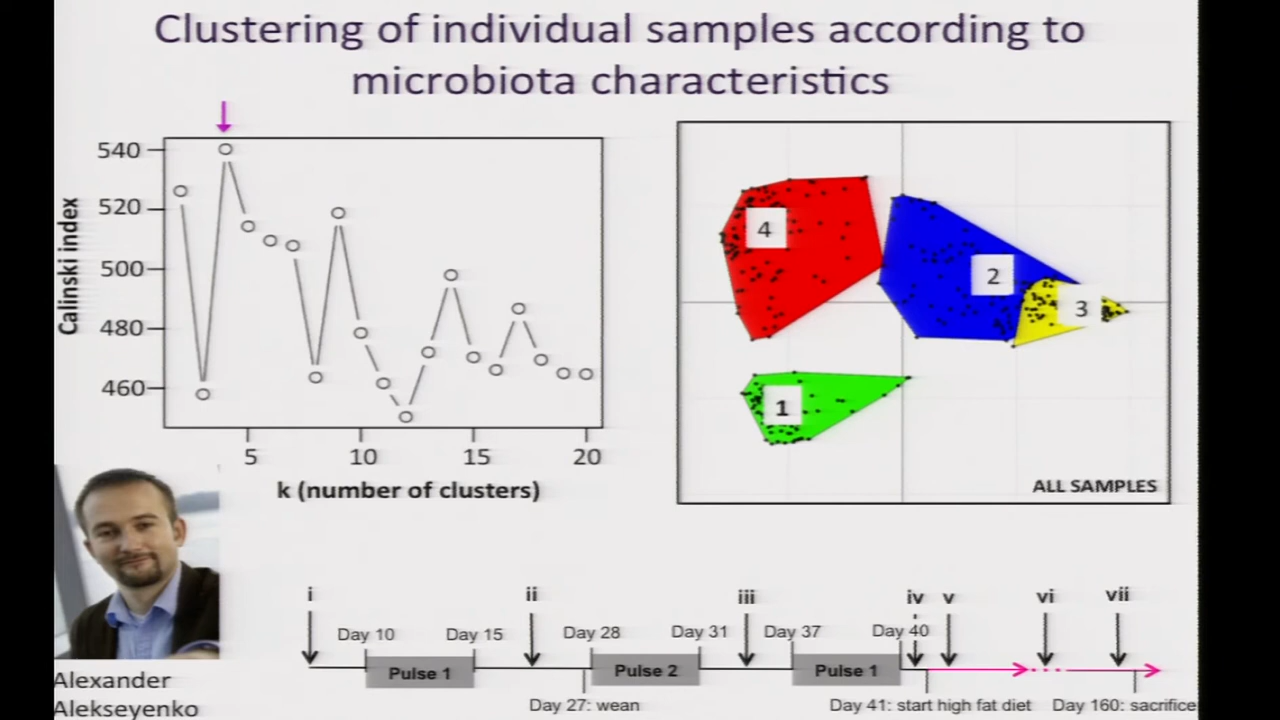 Clustering of individual samples according to
microbiota characteristics
540
520
500
480
460
Calinski index
5 10 15 20
k (number of clusters)
4
2
3
1
ALL SAMPLES
i ii iii iv v vi vii
Day 10 Day 15 Day 28 Day 31 Day 37 Day 40
Pulse 1 Pulse 2 Pulse 1
Day 27: wean Day 41: start high fat diet Day 160: sacrifice
Alexander
Alekseyenko